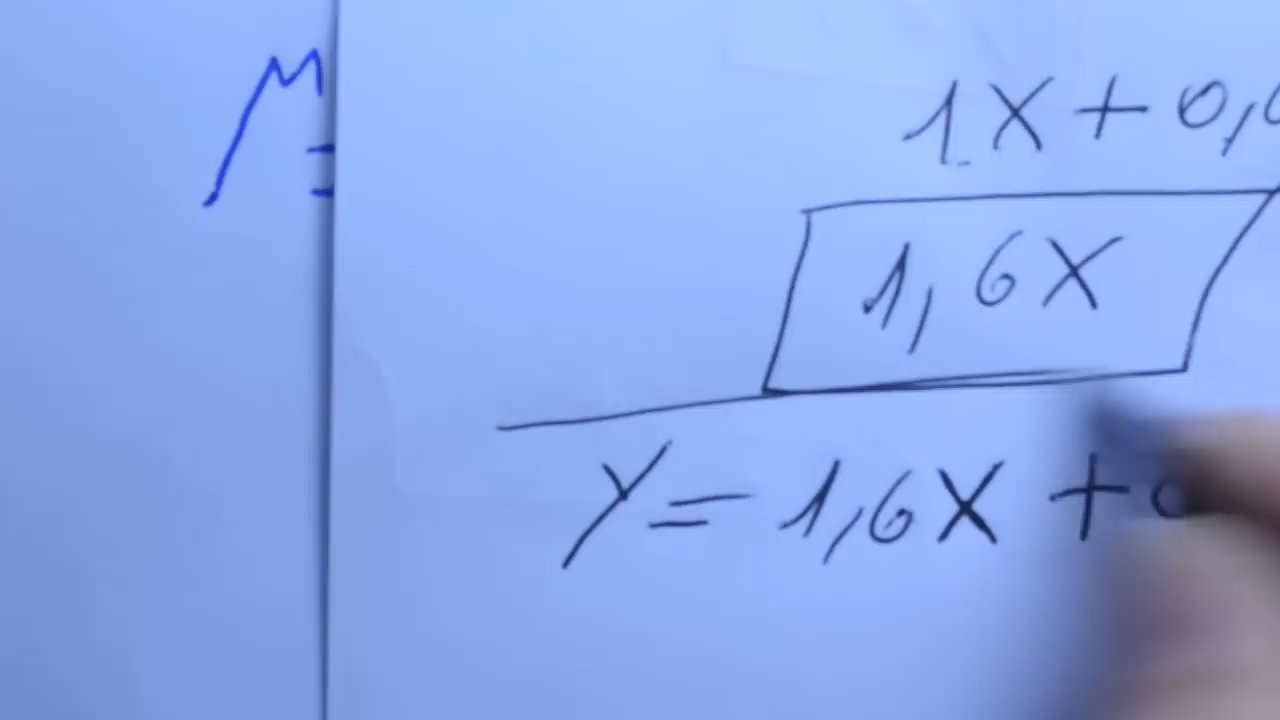 1X + 0,
1,6X
Y = 1,6X +